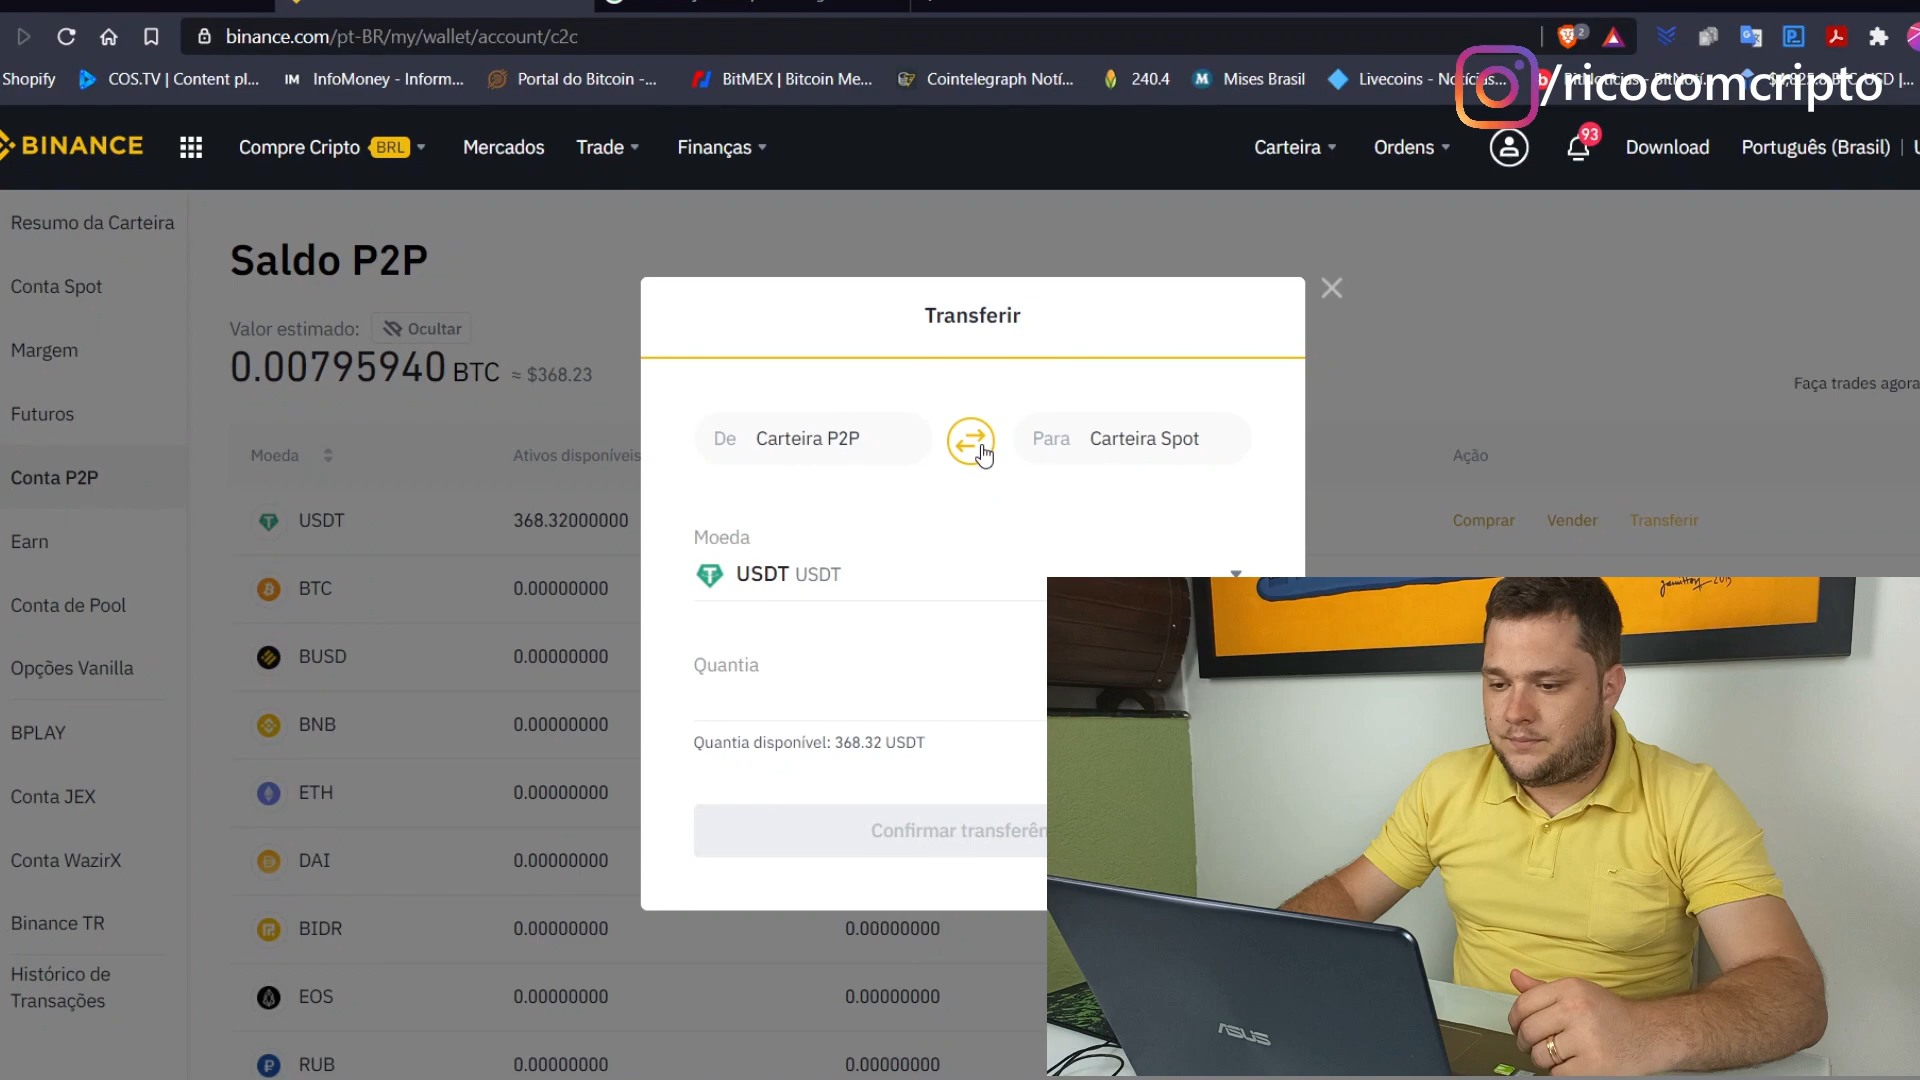 binance.com/pt-BR/my/wallet/account/c2c
2
Shopify
COS.TV | Content pl...
IM InfoMoney - Inform...
Portal do Bitcoin -...
BitMEX | Bitcoin Me...
Cointelegraph Notí...
240.4
M Mises Brasil
Livecoins - Notícias...
/ricocomcripto
BINANCE
Compre Cripto BRL
Mercados
Trade
Finanças
Carteira
Ordens
93
Download
Português (Brasil)
Resumo da Carteira
Conta Spot
Margem
Futuros
Conta P2P
Earn
Conta de Pool
Opções Vanilla
BPLAY
Conta JEX
Conta WazirX
Binance TR
Histórico de
Transações
Saldo P2P
Valor estimado: Ocultar
0.00795940 BTC ≈ $368.23
Faça trades agora
Moeda
Ativos disponíveis
Ação
USDT 368.32000000 Comprar Vender Transferir
BTC 0.00000000
BUSD 0.00000000
BNB 0.00000000
ETH 0.00000000
DAI 0.00000000
BIDR 0.00000000 0.00000000
EOS 0.00000000 0.00000000
RUB 0.00000000 0.00000000
Transferir
De Carteira P2P
Para Carteira Spot
Moeda
USDT USDT
Quantia
Quantia disponível: 368.32 USDT
Confirmar transferên
ASUS